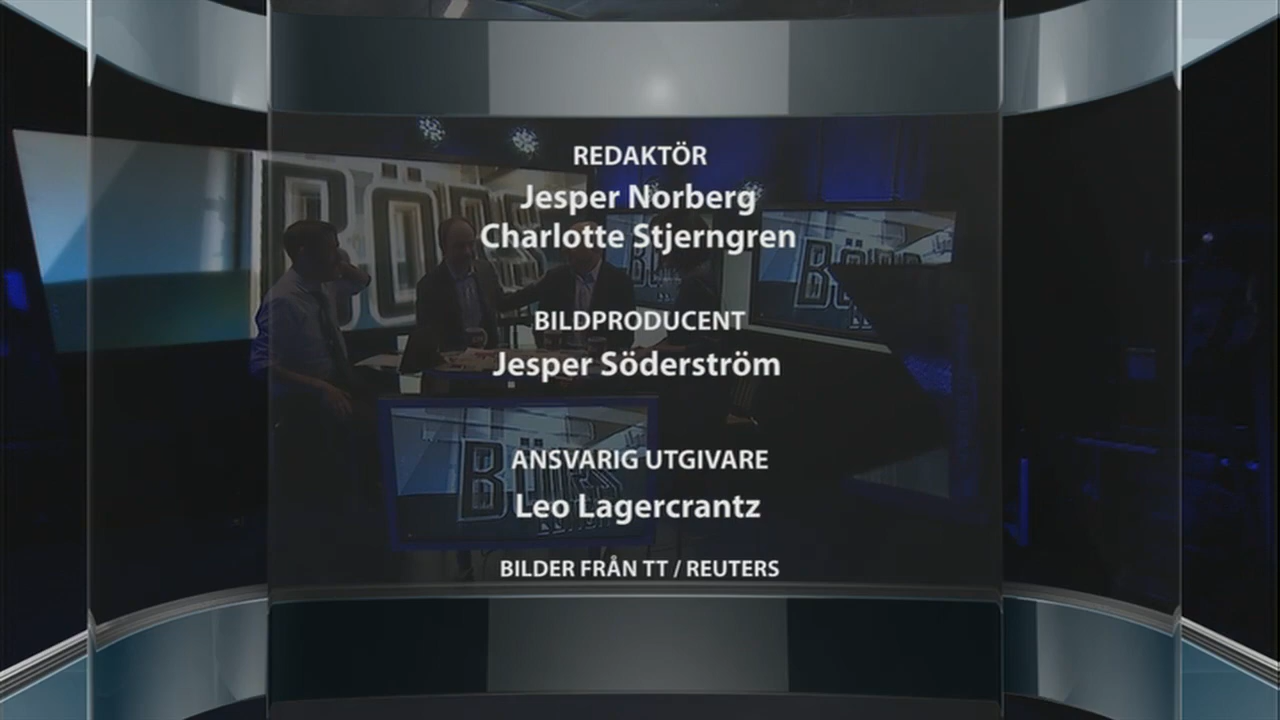 REDAKTÖR
Jesper Norberg
Charlotte Stjerngren
BILDPRODUCENT
Jesper Söderström
ANSVARIG UTGIVARE
Leo Lagercrantz
BILDER FRÅN TT / REUTERS